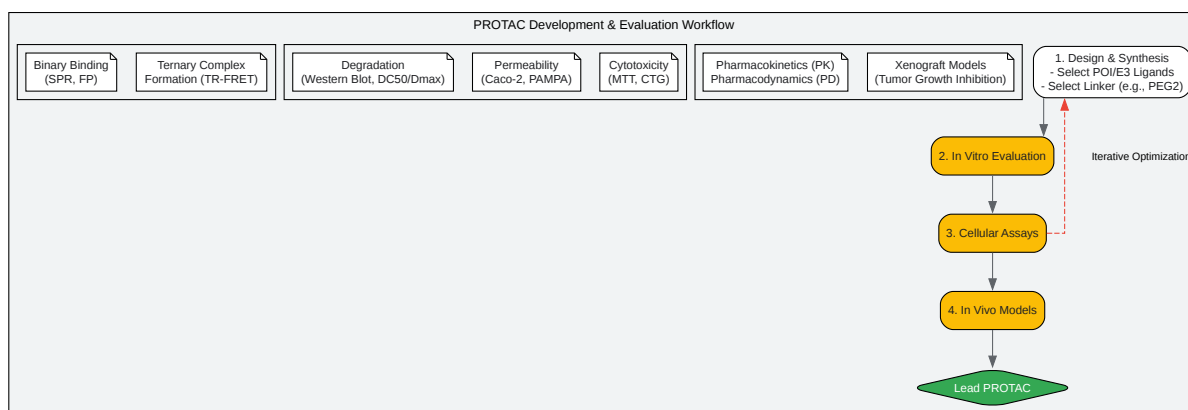 PROTAC Development & Evaluation Workflow
Binary Binding
(SPR, FP)
Ternary Complex
Formation (TR-FRET)
Degradation
(Western Blot, DC50/Dmax)
Permeability
(Caco-2, PAMPA)
Cytotoxicity
(MTT, CTG)
Pharmacokinetics (PK)
Pharmacodynamics (PD)
Xenograft Models
(Tumor Growth Inhibition)
1. Design & Synthesis
- Select POI/E3 Ligands
- Select Linker (e.g., PEG2)
2. In Vitro Evaluation
Iterative Optimization
3. Cellular Assays
4. In Vivo Models
Lead PROTAC